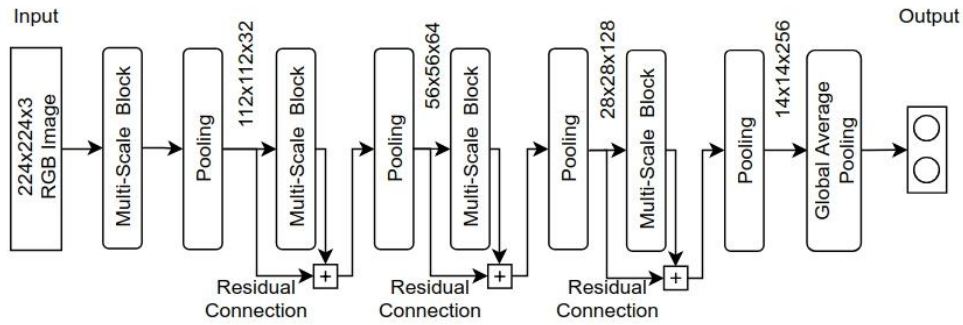 Input
Output
224x224x3
RGB Image
Multi-Scale Block
Pooling
112x112x32
Multi-Scale Block
+
Residual
Connection
Pooling
56x56x64
Multi-Scale Block
+
Residual
Connection
Pooling
28x28x128
Multi-Scale Block
+
Residual
Connection
Pooling
14x14x256
Global Average
Pooling